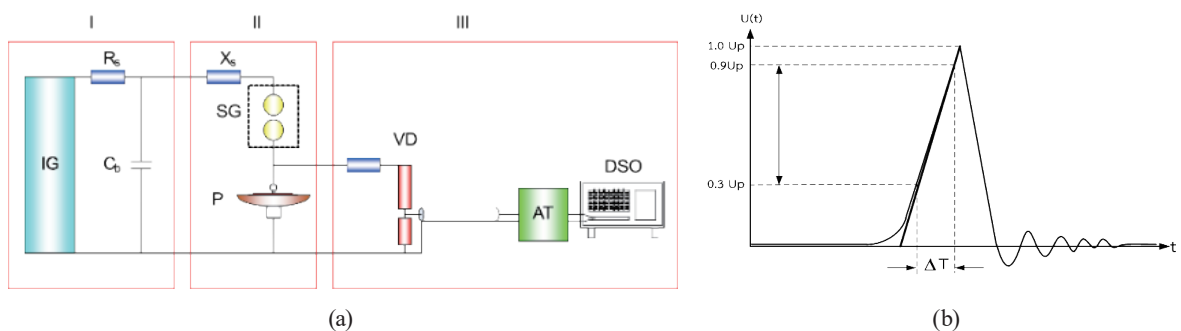 I II III
Rs Xs
SG
VD
IG Cb
DSO
P
AT
(a)
U(t)
1.0 Up
0.9Up
0.3 Up
t
ΔT
(b)